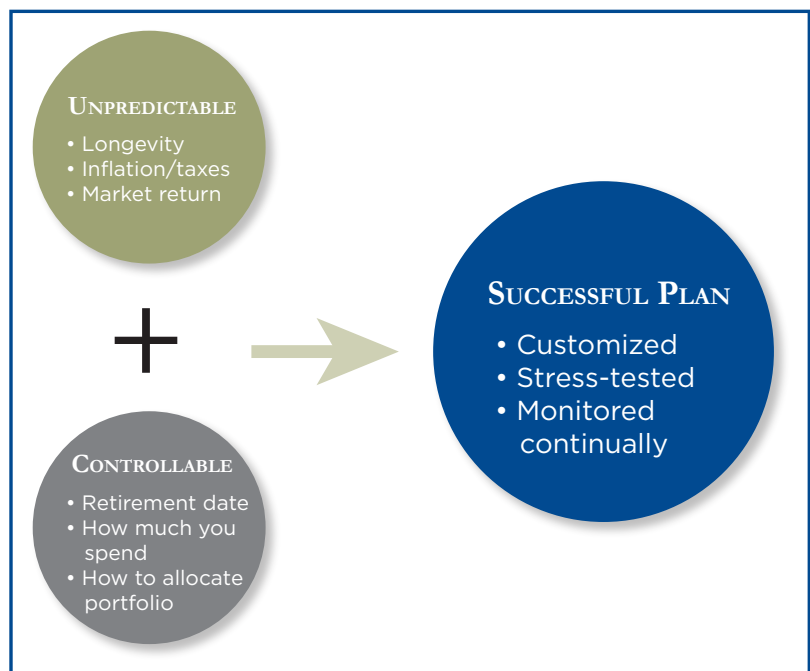 UNPREDICTABLE
• Longevity
• Inflation/taxes
• Market return
+
CONTROLLABLE
• Retirement date
• How much you
spend
• How to allocate
portfolio
SUCCESSFUL PLAN
• Customized
• Stress-tested
• Monitored
continually